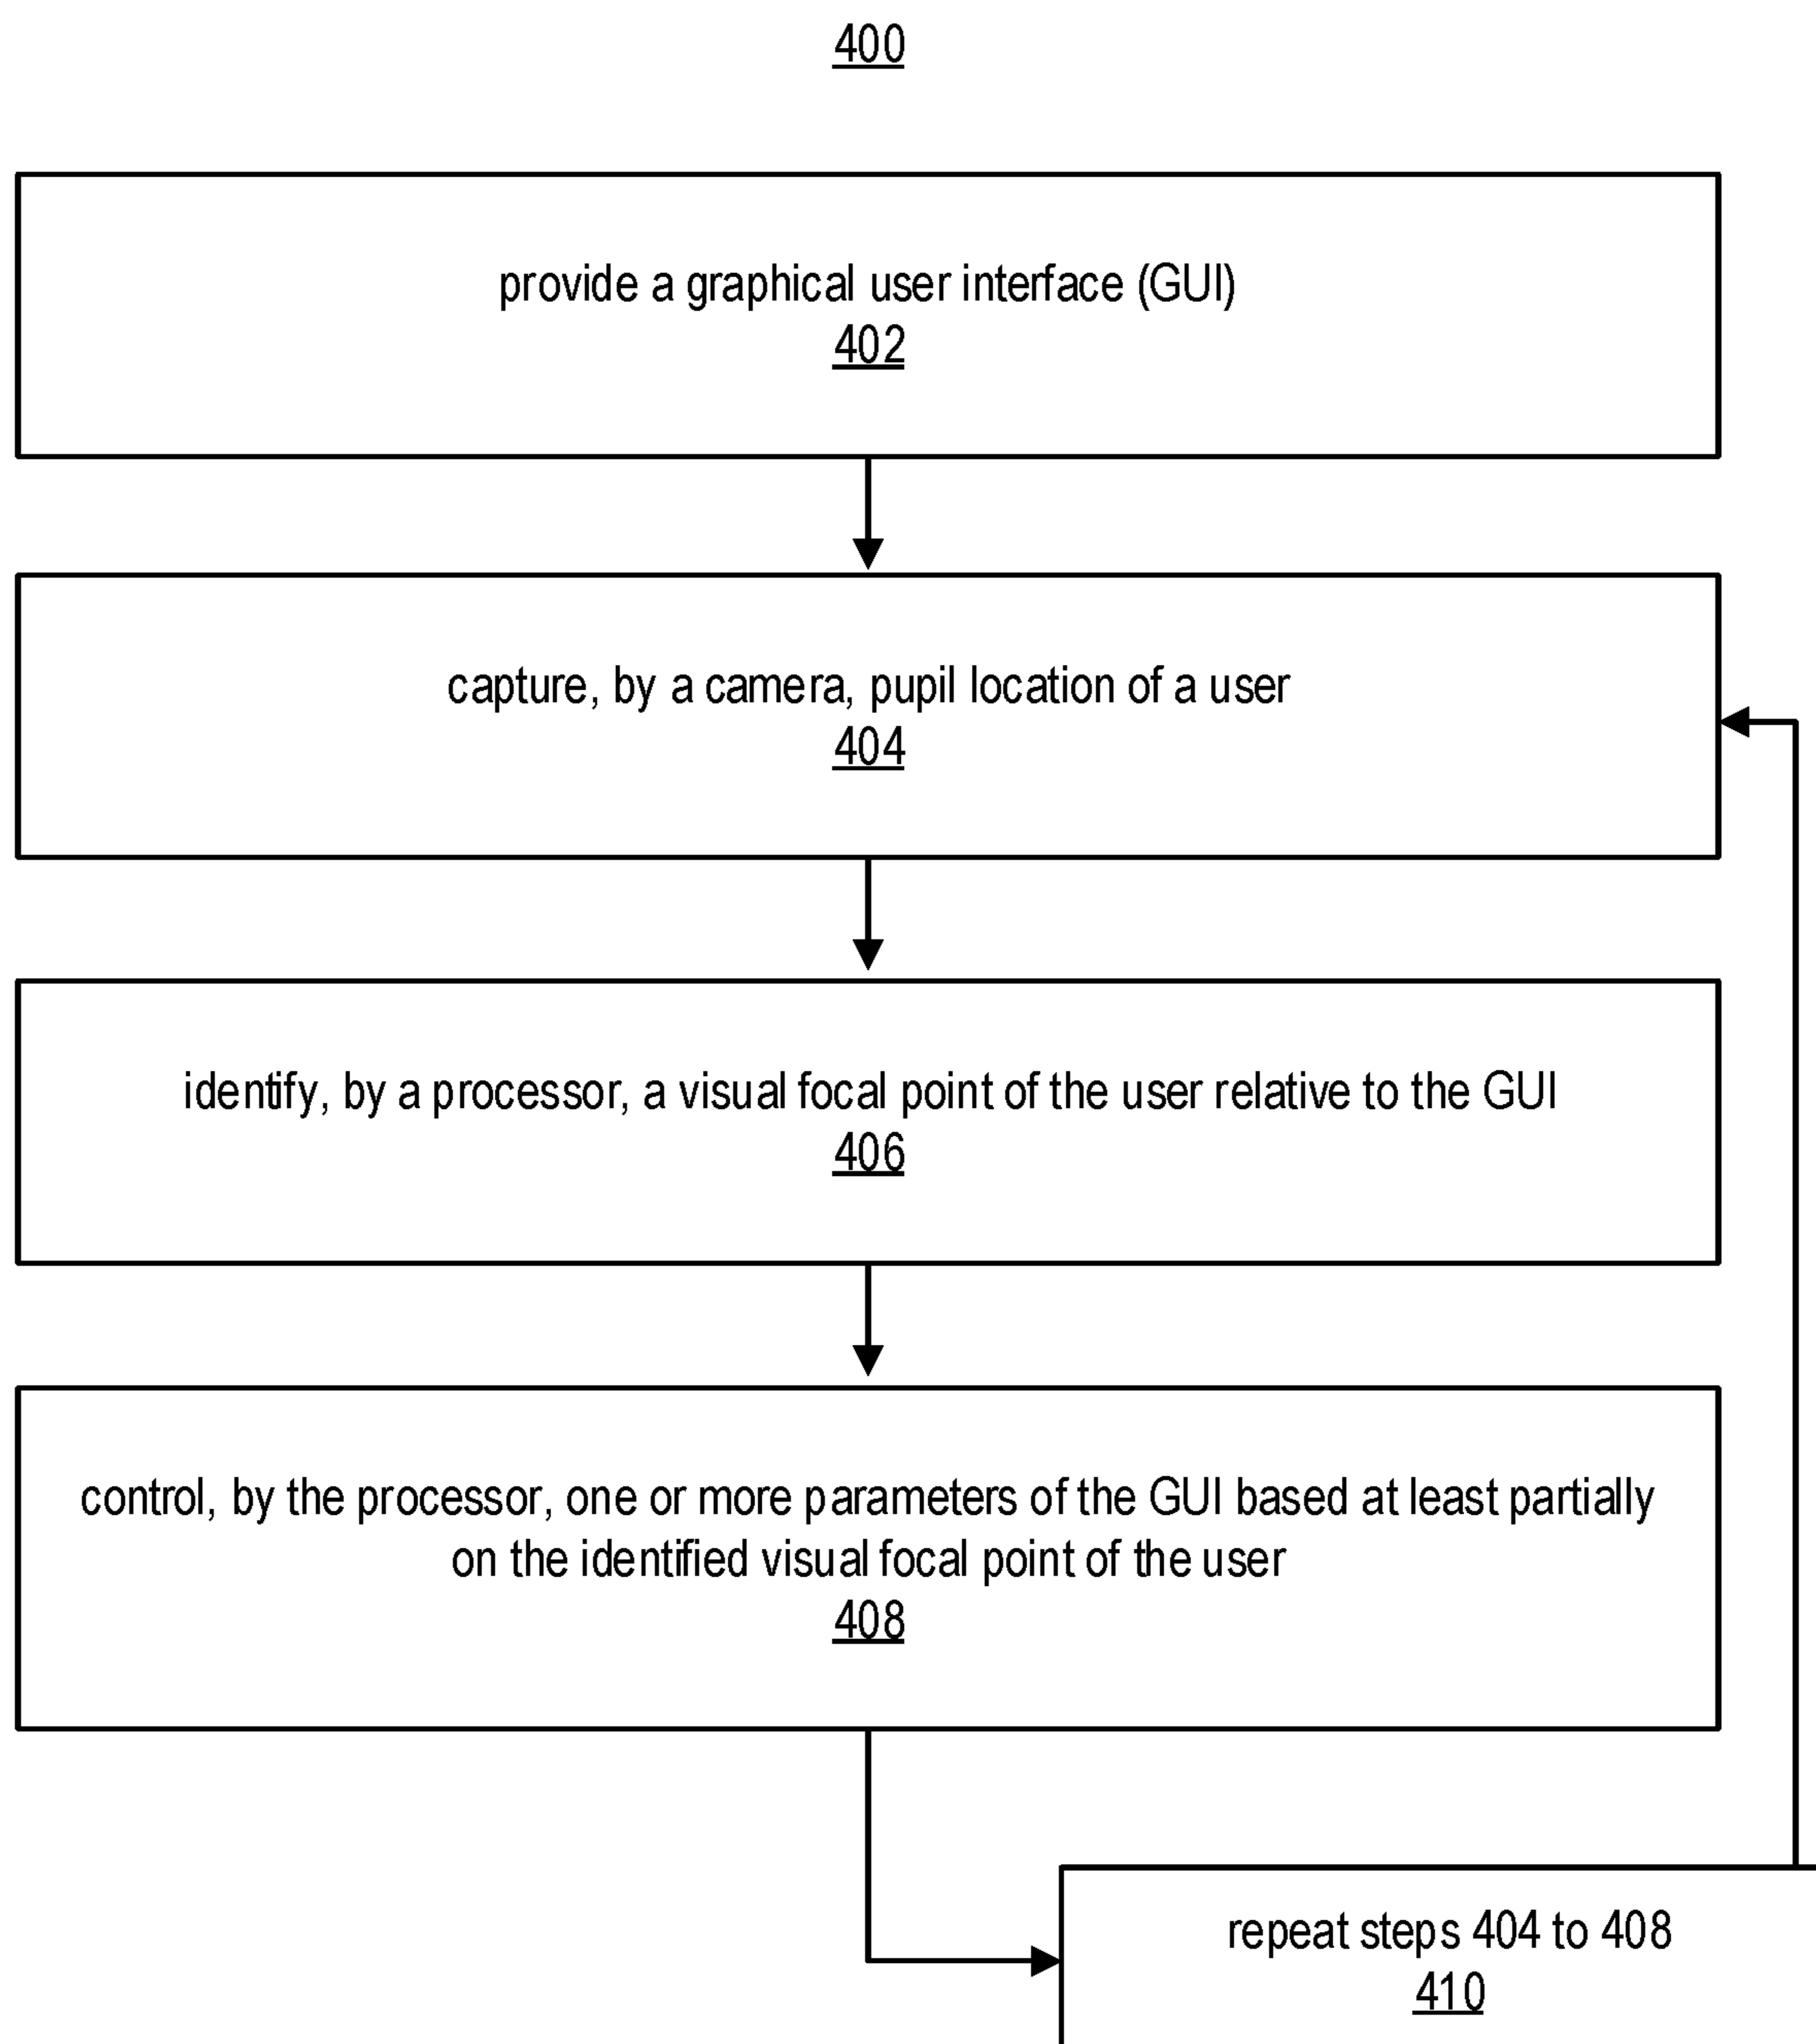 400
provide a graphical user interface (GUI)
402
capture, by a camera, pupil location of a user
404
identify, by a processor, a visual focal point of the user relative to the GUI
406
control, by the processor, one or more parameters of the GUI based at least partially
on the identified visual focal point of the user
408
repeat steps 404 to 408
410